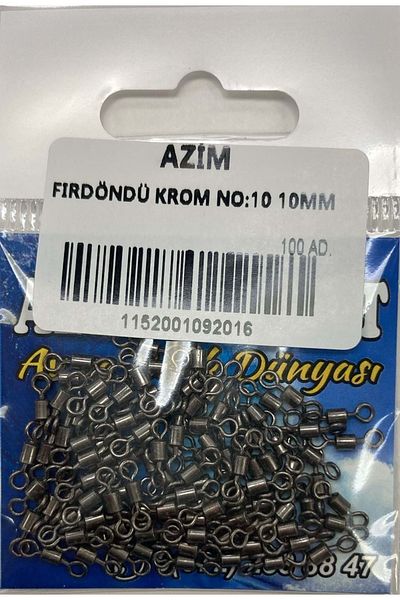 AZİM
FIRDÖNDÜ KROM NO:10 10MM
100 AD.
1152001092016
Dünyası
68 47